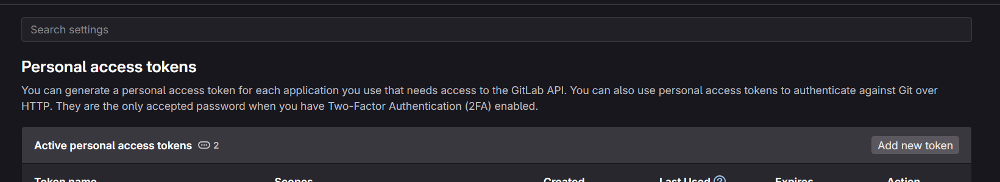 Search settings
Personal access tokens
You can generate a personal access token for each application you use that needs access to the GitLab API. You can also use personal access tokens to authenticate against Git over
HTTP. They are the only accepted password when you have Two-Factor Authentication (2FA) enabled.
Active personal access tokens 2 Add new token
Token name Scopes Created Last Used Expires Action